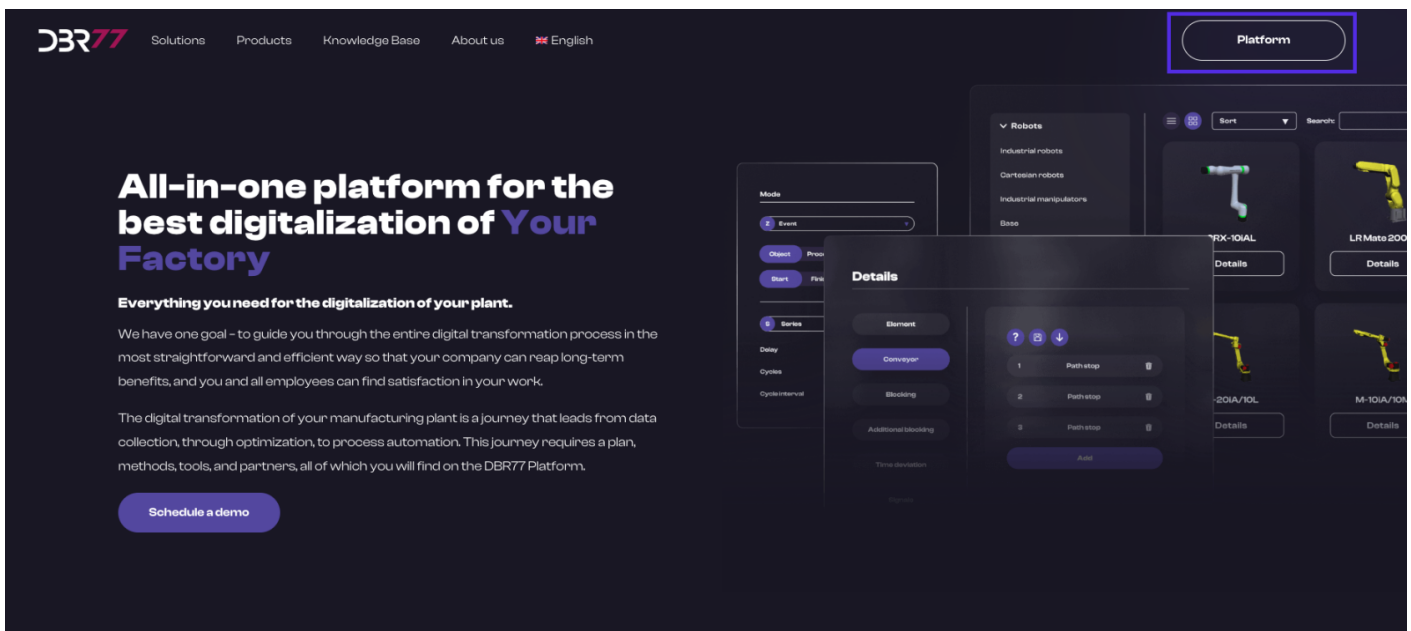 DBR77
Solutions
Products
Knowledge Base
About us
English
Platform
All-in-one platform for the
best digitalization of Your
Factory
Everything you need for the digitalization of your plant.
We have one goal – to guide you through the entire digital transformation process in the
most straightforward and efficient way so that your company can reap long-term
benefits, and you and all employees can find satisfaction in your work.
The digital transformation of your manufacturing plant is a journey that leads from data
collection, through optimization, to process automation. This journey requires a plan,
methods, tools, and partners, all of which you will find on the DBR77 Platform.
Schedule a demo
Mode
Z Event
Object
Start
S Series
Delay
Cycles
Cycle interval
Robots
Industrial robots
Cartesian robots
Industrial manipulators
Base
Sort
Search:
RX-10iAL
Details
LR Mate 200
Details
-20iA/10L
Details
M-10iA/10M
Details
Details
Element
Conveyor
Blocking
Additional blocking
Time deviation
?
1 Path stop
2 Path stop
3 Path stop
Add